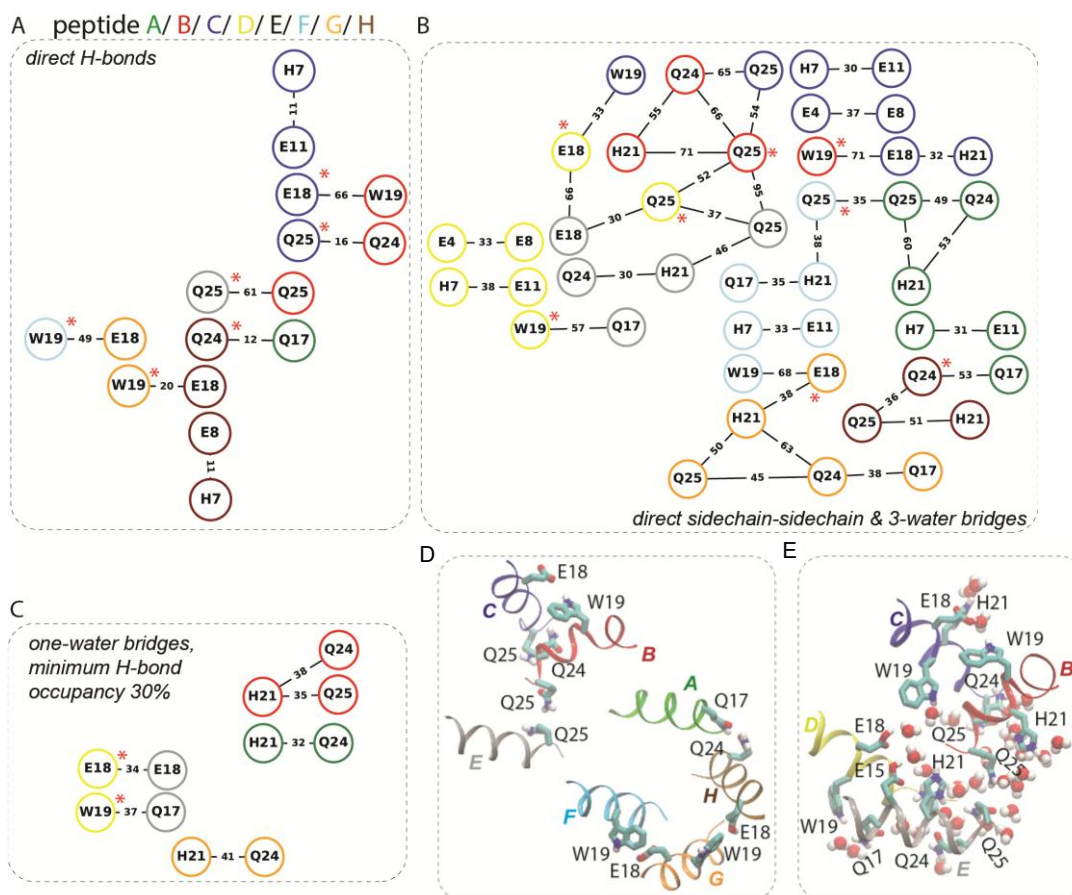 A peptide A/ B/ C/ D/ E/ F/ G/ H
direct H-bonds
H7
11
E11
*
E18 66 W19
*
Q25 16 Q24
*
Q25 61 Q25
*
W19 49 E18
*
Q24 12 Q17
*
W19 20 E18
E8
11
H7
B
W19
33
*
E18
69
E18
Q24 65 Q25
55
66
54
H21 71 Q25 *
52
95
30
Q25
*
37
Q25
46
Q24 30 H21
E4 33 E8
H7 38 E11
*
W19 57 Q17
H7 30 E11
E4 37 E8
*
W19 71 E18 32 H21
Q25 35 Q25 49 Q24
*
38
60
53
Q17 35 H21
H21
H7 33 E11
H7 31 E11
W19 68 E18
*
38
*
Q24 53 Q17
36
H21
Q25 51 H21
50
63
Q25 45 Q24 38 Q17
direct sidechain-sidechain & 3-water bridges
C
one-water bridges,
minimum H-bond
occupancy 30%
Q24
38
H21 35 Q25
H21 32 Q24
*
E18 34 E18
*
W19 37 Q17
H21 41 Q24
D
E18
C
W19
B
Q25
Q24
Q25
A
Q17
Q25
Q24
E
H
F
E18
W19
E18
W19
G
E
C
E18
H21
W19
W19
B
Q24
D
H21
E18
Q25
H21
Q25
E15
W19
Q17
Q24
E
Q25